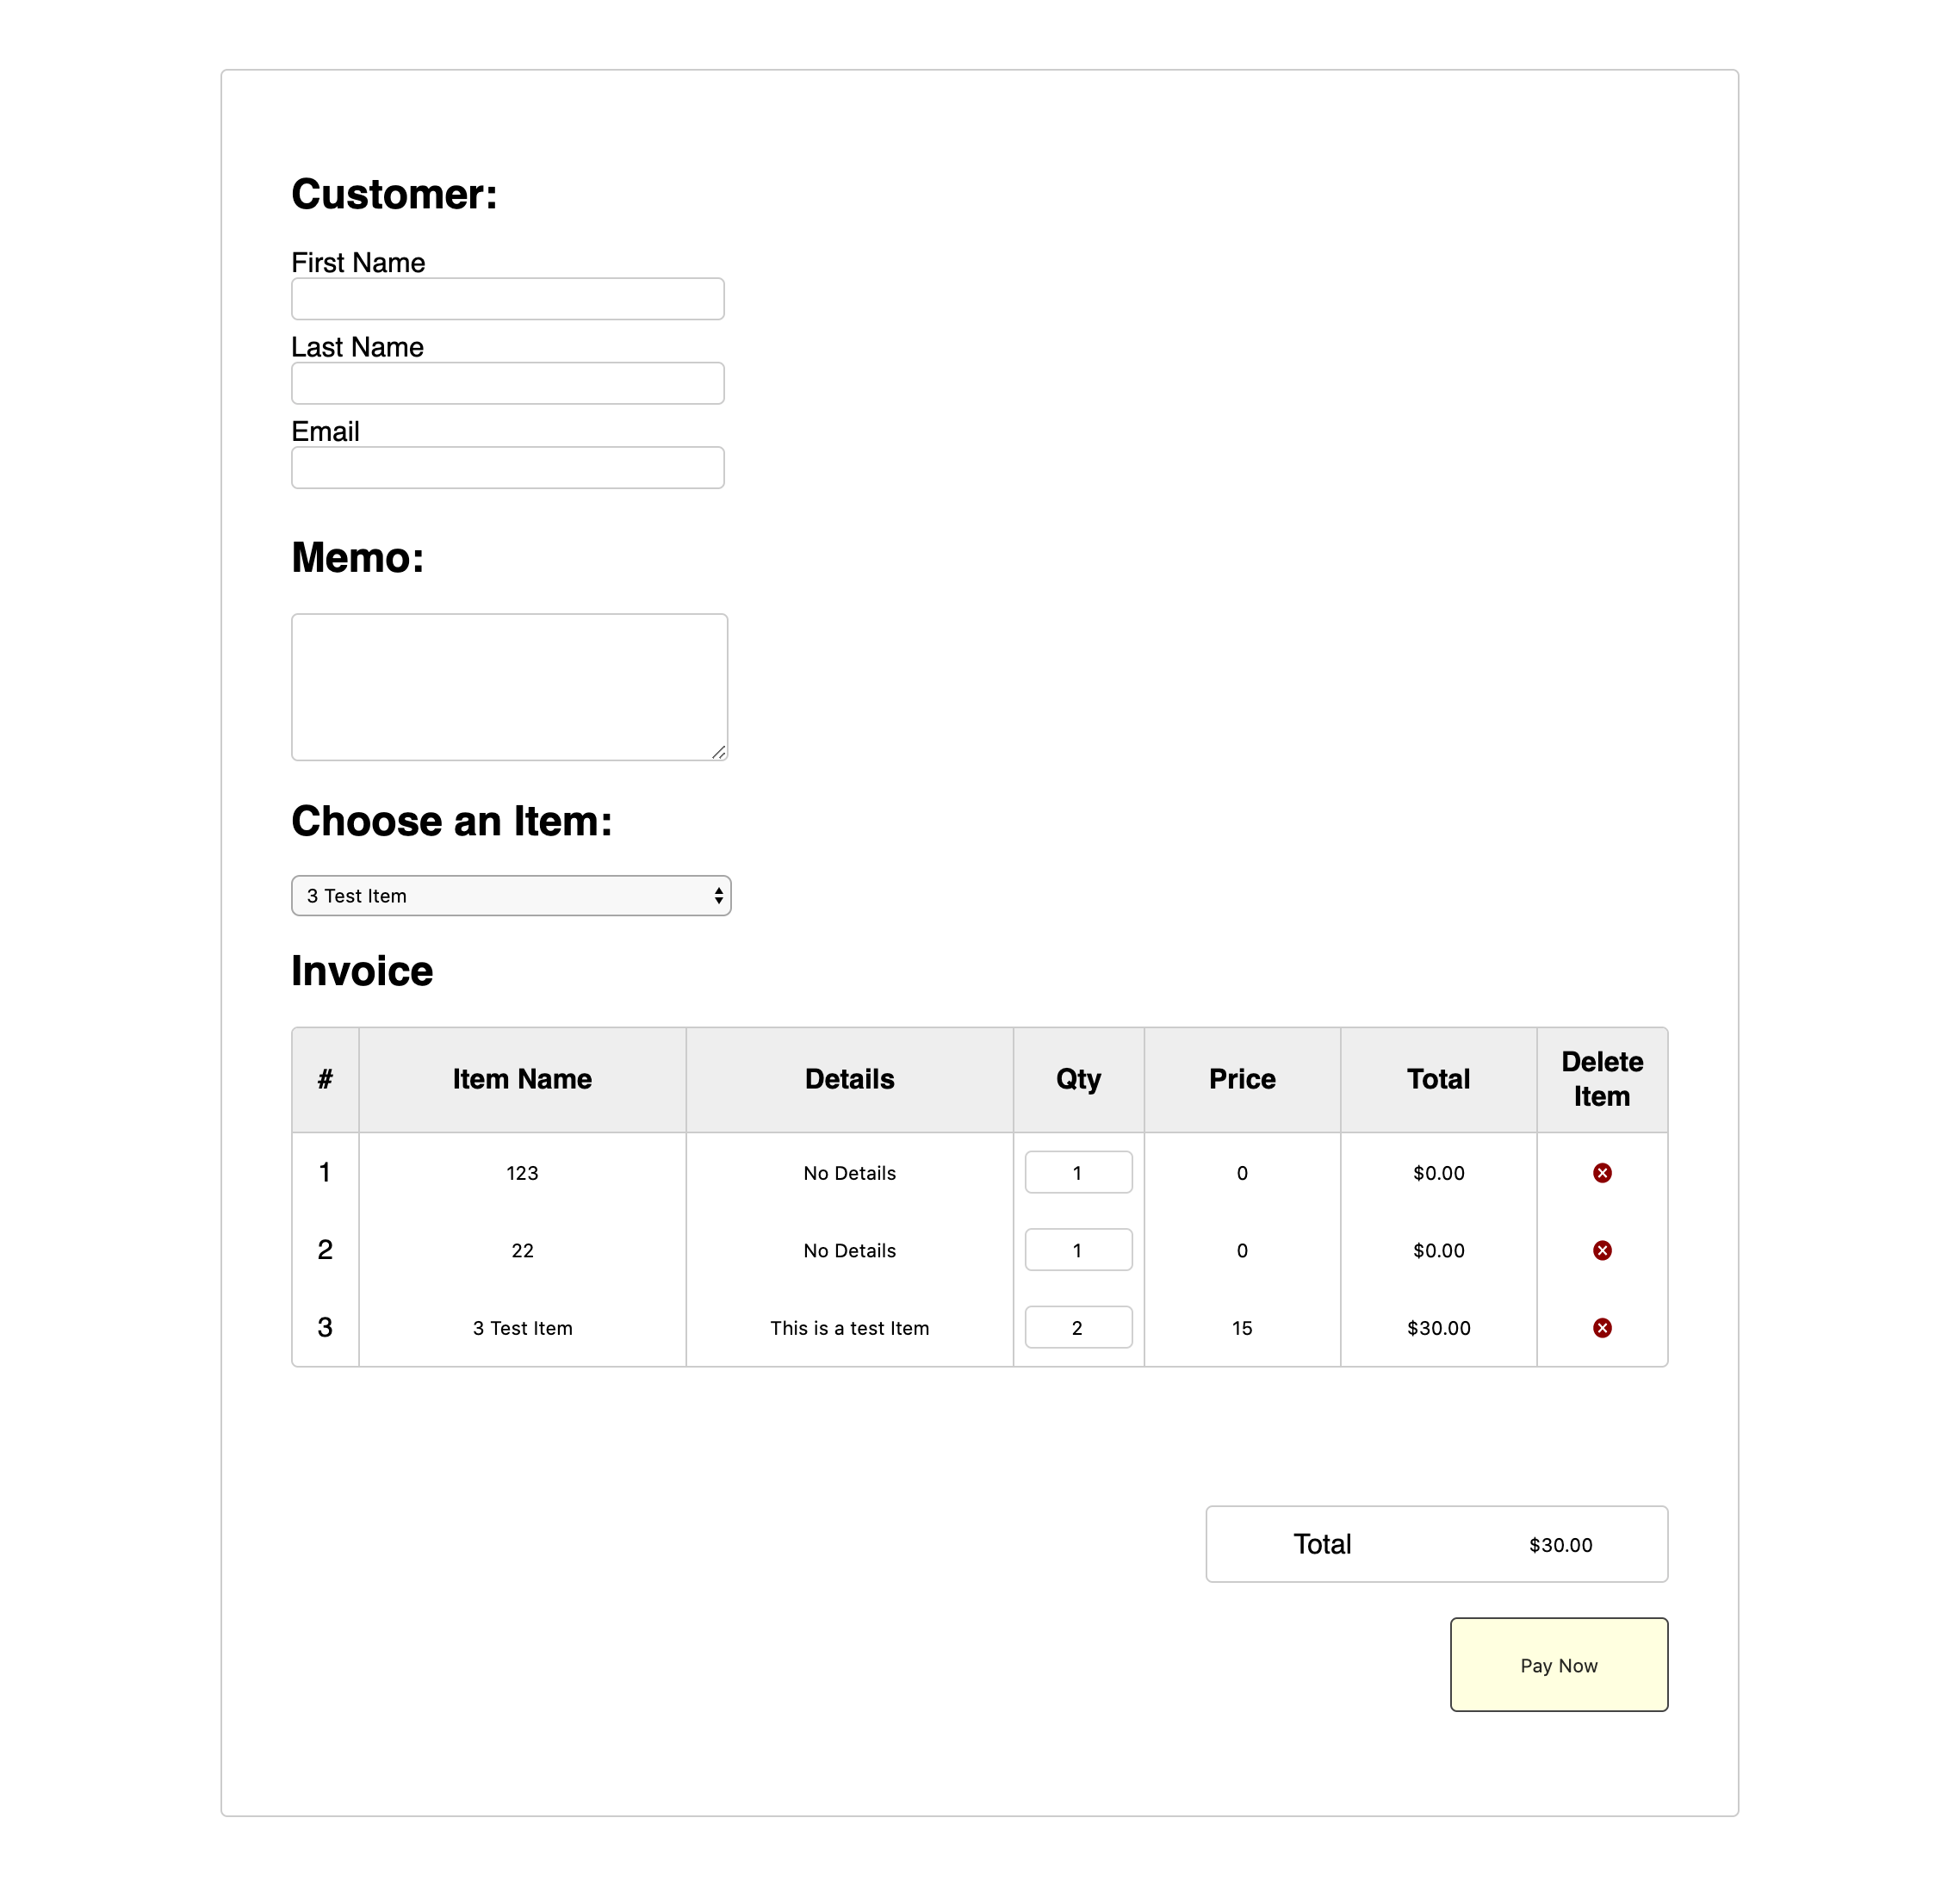 Customer:
First Name
Last Name
Email
Memo:
Choose an Item:
3 Test Item
Invoice
# Item Name Details Qty Price Total Delete Item
1 123 No Details 1 0 $0.00
2 22 No Details 1 0 $0.00
3 3 Test Item This is a test Item 2 15 $30.00
Total $30.00
Pay Now